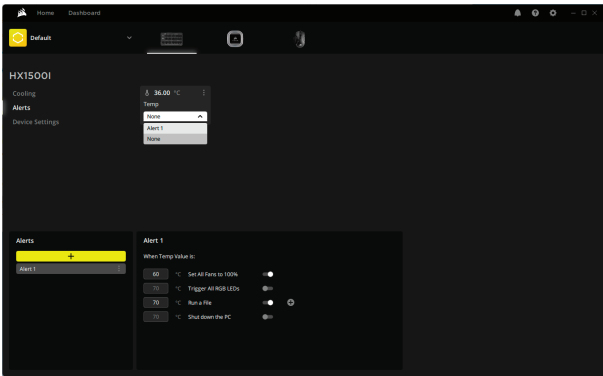 Home Dashboard
Default
HX1500I
Cooling
Alerts
Device Settings
36.00 °C
Temp
None
Alert 1
None
Alerts
+
Alert 1
Alert 1
When Temp Value is:
60 °C Set All Fans to 100%
70 °C Trigger All RGB LEDs
70 °C Run a File
70 °C Shut down the PC